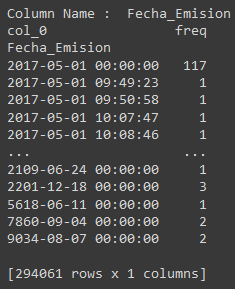 Column Name :  Fecha_Emision
col_0                freq
Fecha_Emision
2017-05-01 00:00:00   117
2017-05-01 09:49:23     1
2017-05-01 09:50:58     1
2017-05-01 10:07:47     1
2017-05-01 10:08:46     1
...                   ...
2109-06-24 00:00:00     1
2201-12-18 00:00:00     3
5618-06-11 00:00:00     1
7860-09-04 00:00:00     2
9034-08-07 00:00:00     2
[294061 rows x 1 columns]